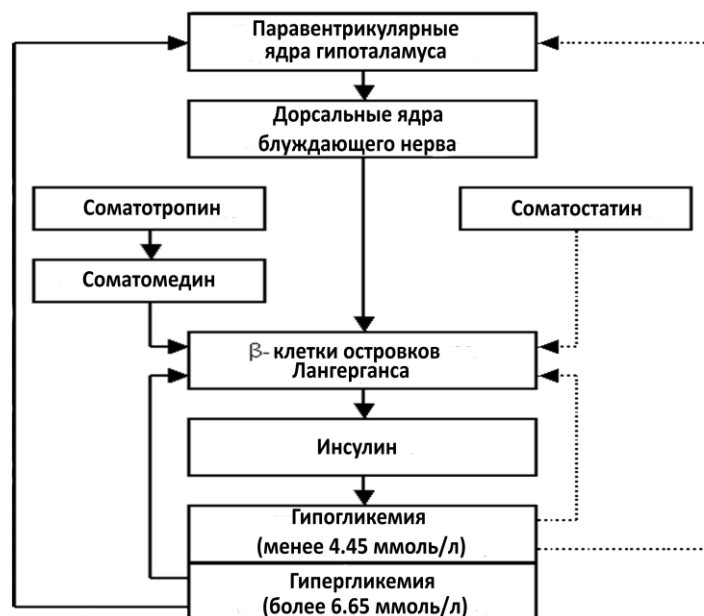 Паравентрикулярные
ядра гипоталамуса
Дорсальные ядра
блуждающего нерва
Соматотропин
Соматостатин
Соматомедин
β- клетки островков
Лангерганса
Инсулин
Гипогликемия
(менее 4.45 ммоль/л)
Гипергликемия
(более 6.65 ммоль/л)